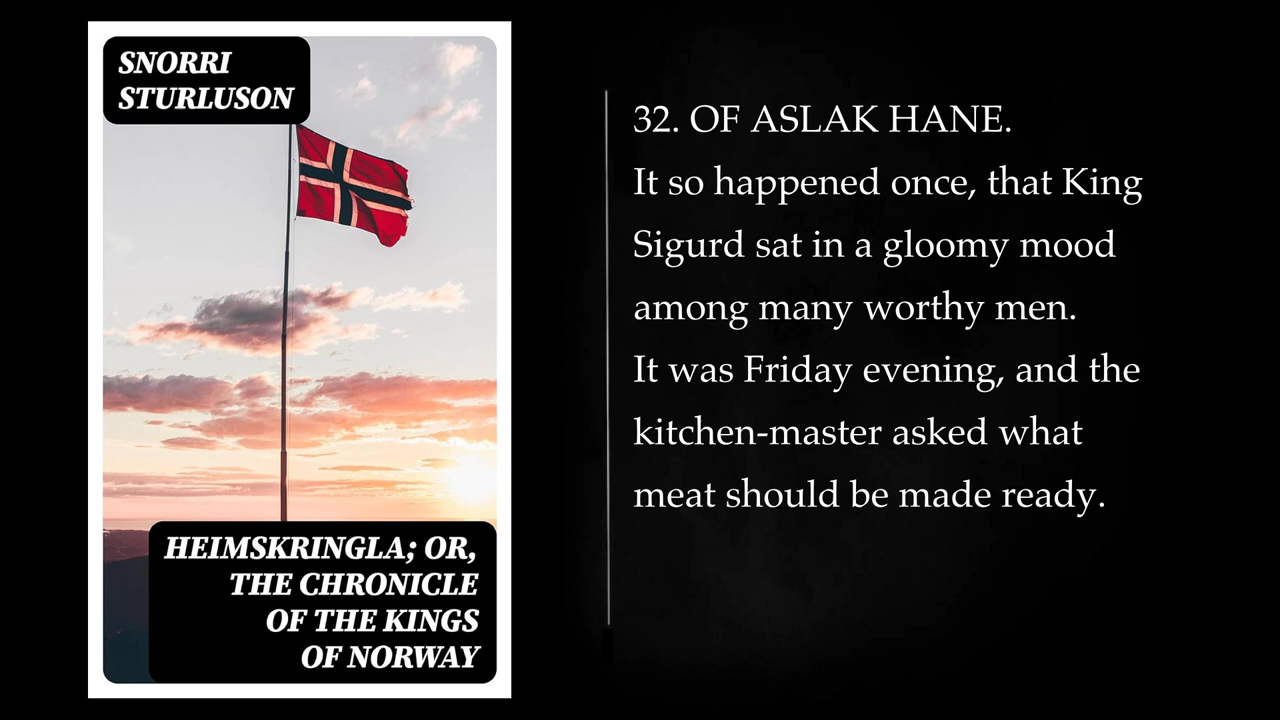 SNORRI
STURLUSON
HEIMSKRINGLA; OR,
THE CHRONICLE
OF THE KINGS
OF NORWAY
32. OF ASLAK HANE.
It so happened once, that King
Sigurd sat in a gloomy mood
among many worthy men.
It was Friday evening, and the
kitchen-master asked what
meat should be made ready.